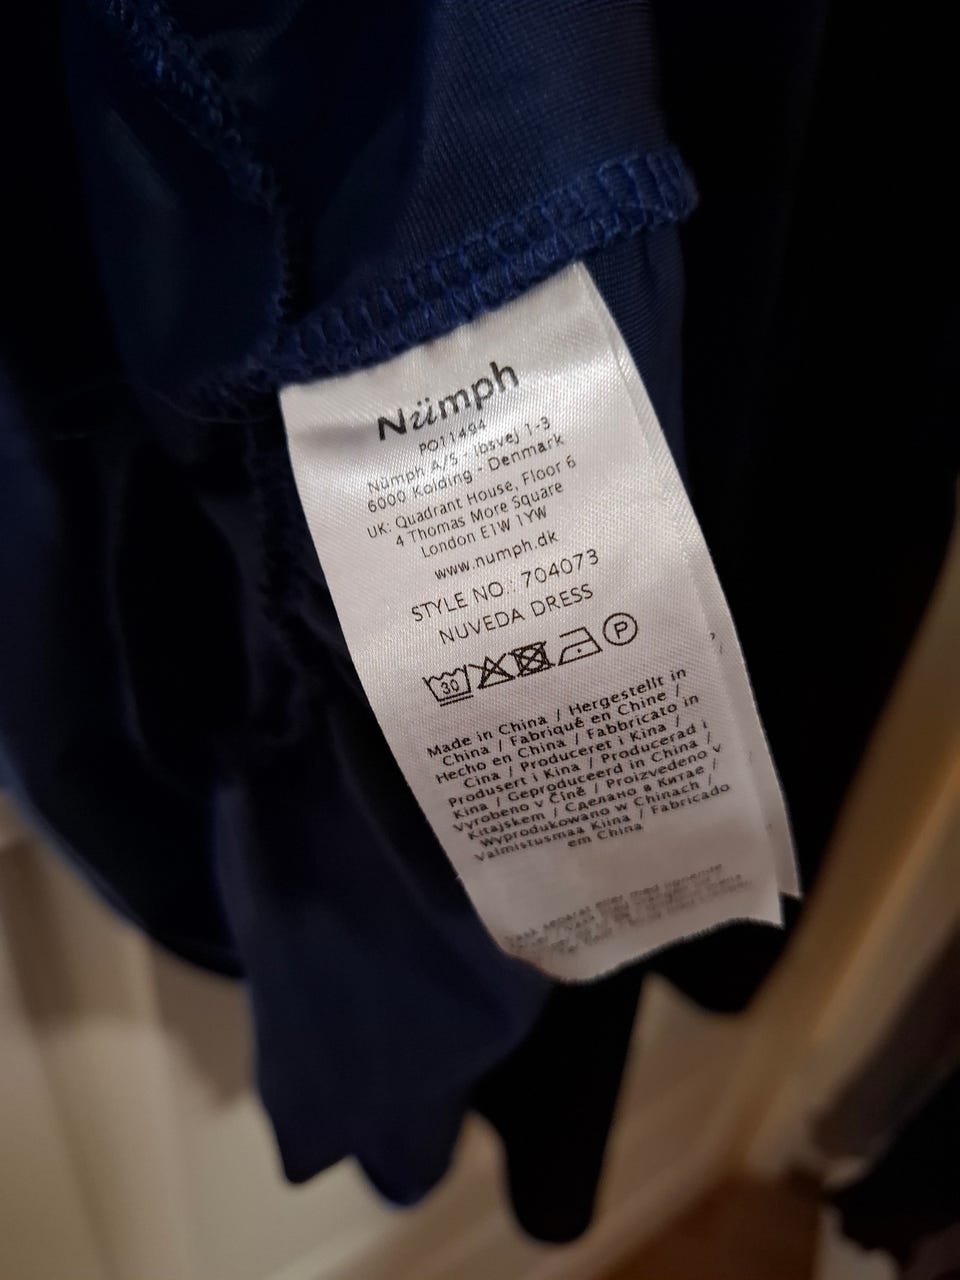 Nümph
PO11494
Nümph A/S - Ibsvej 1-3
6000 Kolding - Denmark
UK: Quadrant House, Floor 6
4 Thomas More Square
London E1W 1YW
www.numph.dk
STYLE NO.: 704073
NUVEDA DRESS
30 P
Made in China / Hergestellt in
China / Fabriqué en Chine /
Hecho en China / Fabbricato in
Cina / Produceret i Kina /
Produsert i Kina / Producerad i
Kina / Geproduceerd in China /
Vyrobeno v Číně / Proizvedeno v
Kitajskem / Сделано в Китае /
Wyprodukowano w Chinach /
Valmistusmaa Kiina / Fabricado
em China